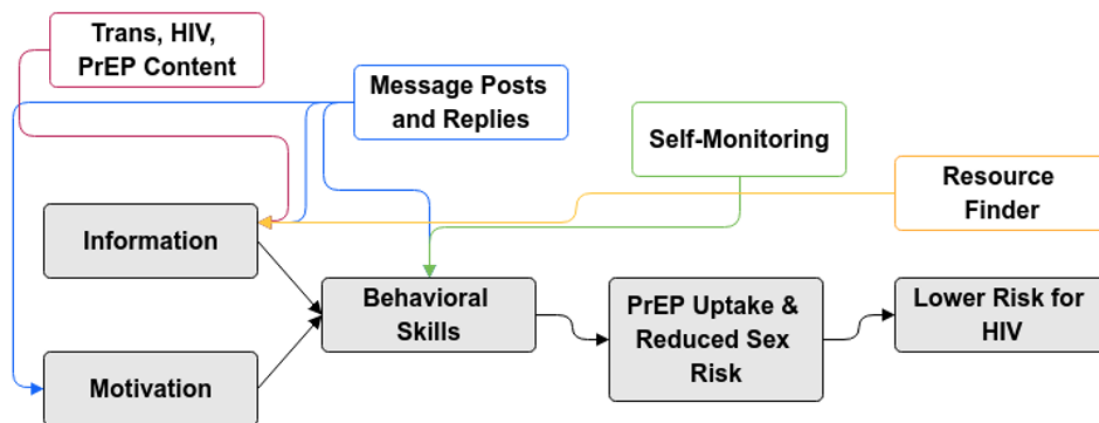 Trans, HIV,
PrEP Content
Message Posts
and Replies
Self-Monitoring
Resource
Finder
Information
Behavioral
Skills
PrEP Uptake &
Reduced Sex
Risk
Lower Risk for
HIV
Motivation